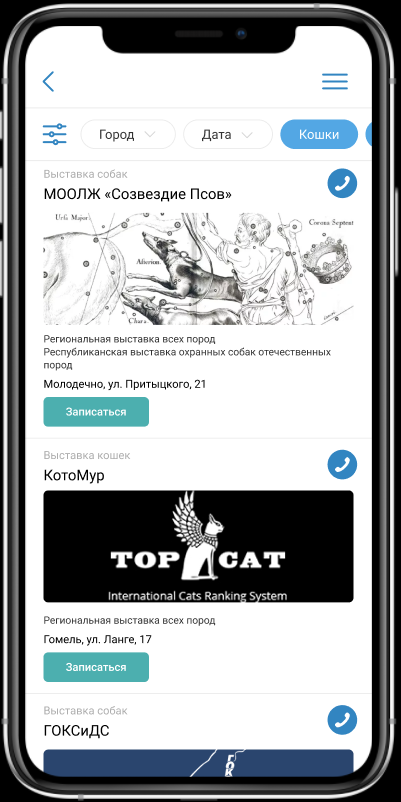 Город
Дата
Кошки
Выставка собак
МООЛЖ «Созвездие Псов»
Ursa Major
Corona Septent
Asterion.
Chara.
Региональная выставка всех пород
Республиканская выставка охранных собак отечественных
пород
Молодечно, ул. Притыцкого, 21
Записаться
Выставка кошек
КотоМур
TOP CAT
International Cats Ranking System
Региональная выставка всех пород
Гомель, ул. Ланге, 17
Записаться
Выставка собак
ГОКСиДС